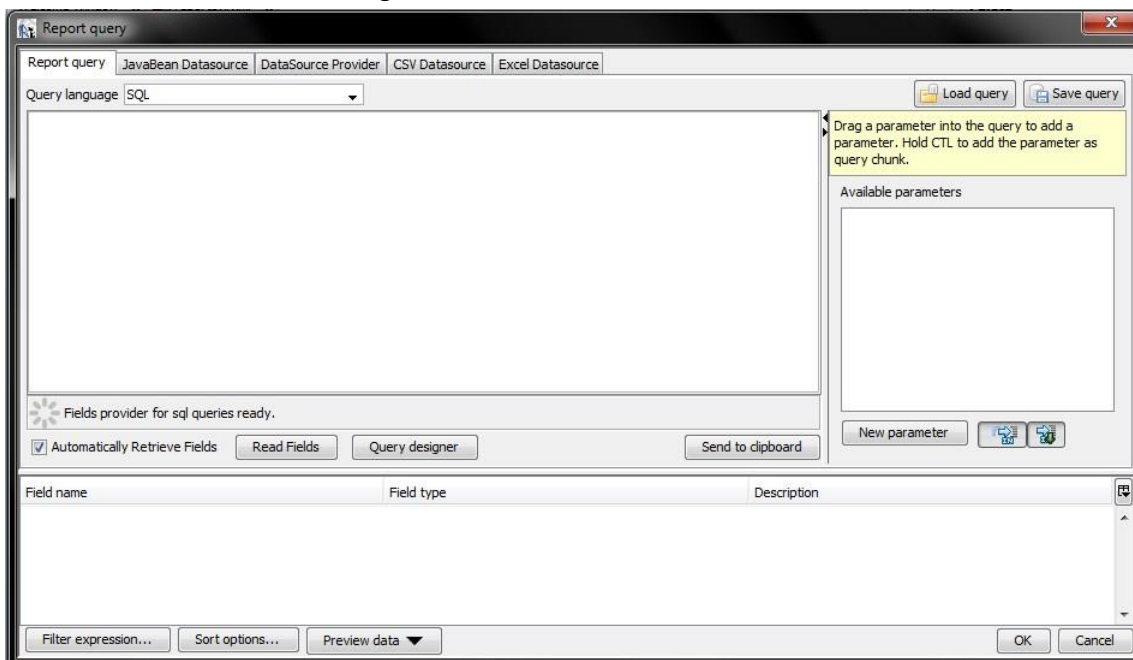 Report query
Report query JavaBean Datasource DataSource Provider CSV Datasource Excel Datasource
Query language SQL Load query Save query
Drag a parameter into the query to add a
parameter. Hold CTL to add the parameter as
query chunk.
Available parameters
Fields provider for sql queries ready.
Automatically Retrieve Fields Read Fields Query designer Send to clipboard New parameter
Field name Field type Description
Filter expression... Sort options... Preview data OK Cancel